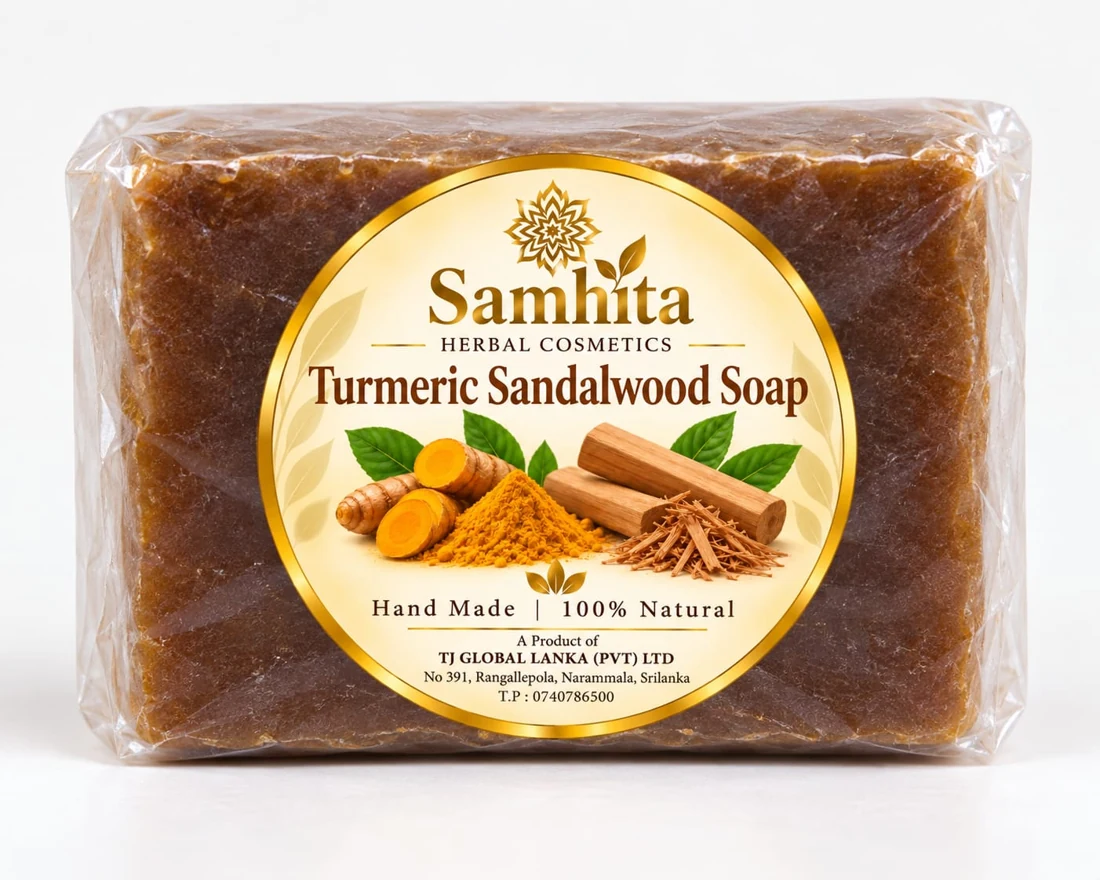 Samhita
HERBAL COSMETICS
Turmeric Sandalwood Soap
Hand Made | 100% Natural
A Product of
TJ GLOBAL LANKA (PVT) LTD
No 391, Rangallepola, Narammala, Srilanka
T.P : 0740786500